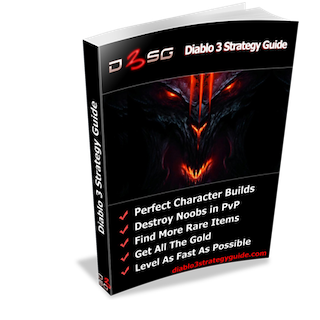 D3SG Diablo 3 Strategy Guide
Diablo 3 Strategy Guide
Perfect Character Builds
Destroy Noobs in PvP
Find More Rare Items
Get All The Gold
Level As Fast As Possible
diablo3strategyguide.com
D3SG